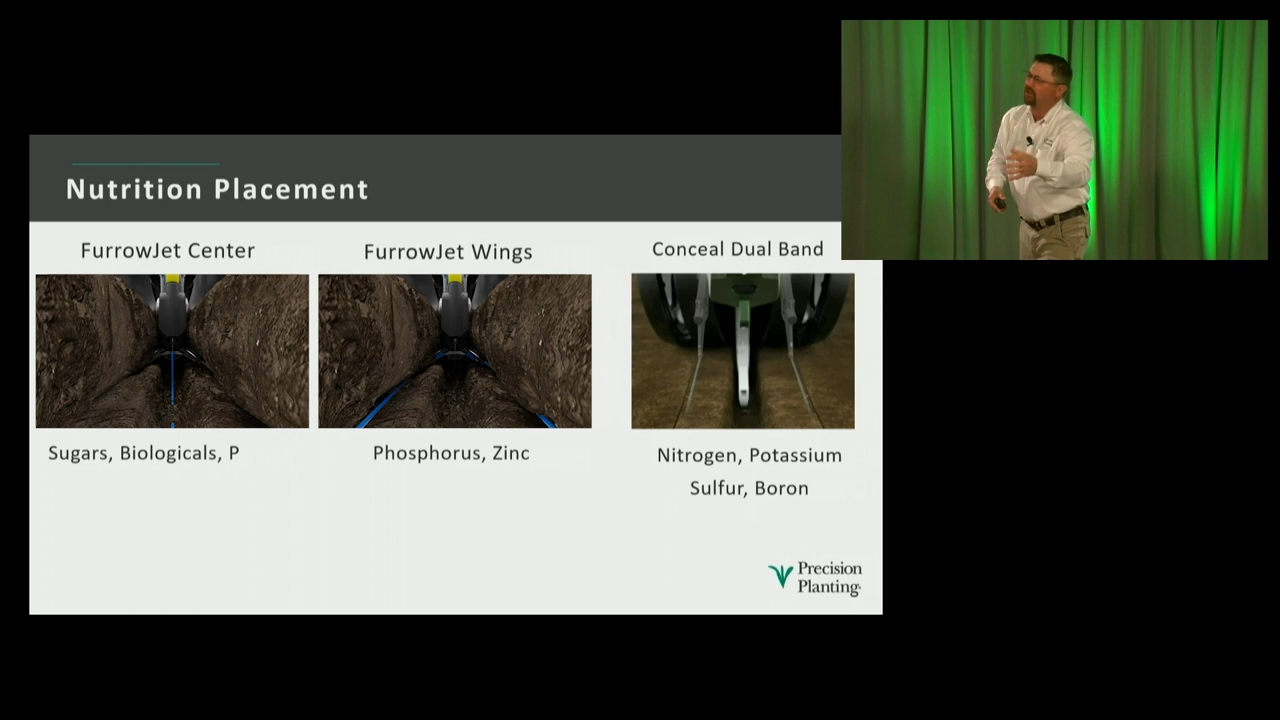 Nutrition Placement
FurrowJet Center
FurrowJet Wings
Conceal Dual Band
Sugars, Biologicals, P
Phosphorus, Zinc
Nitrogen, Potassium
Sulfur, Boron
Precision
Planting